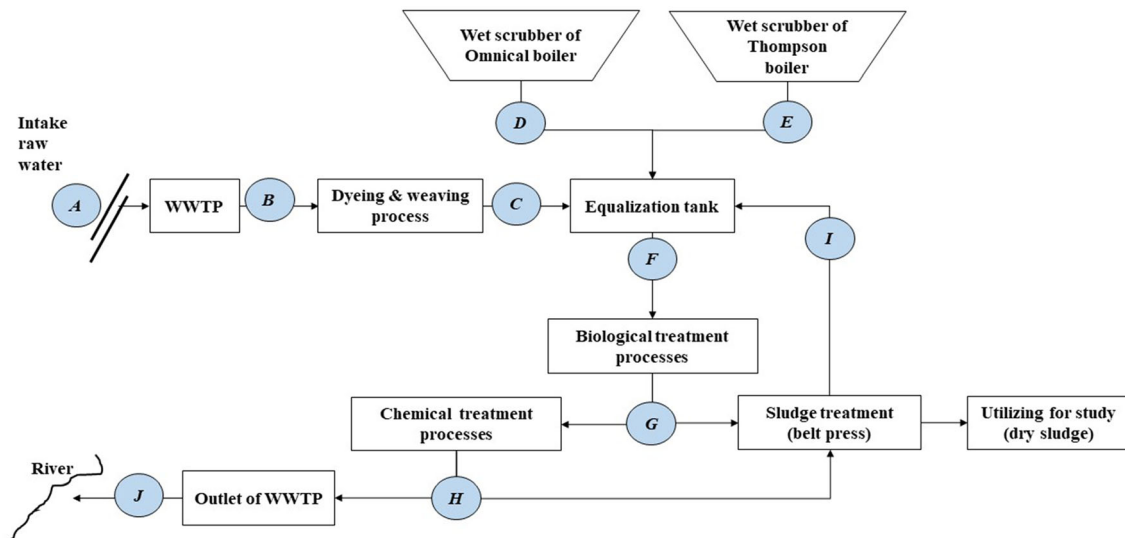 Wet scrubber of
Omnical boiler
Wet scrubber of
Thompson
boiler
D
E
Intake
raw
water
A
WWTP
B
Dyeing & weaving
process
C
Equalization tank
I
F
Biological treatment
processes
Chemical treatment
processes
G
Sludge treatment
(belt press)
Utilizing for study
(dry sludge)
River
J
Outlet of WWTP
H